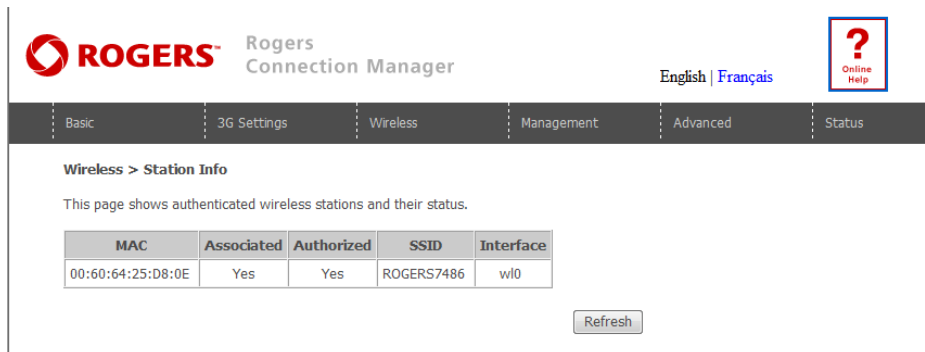 ROGERS™ Rogers
Connection Manager
English | Français
?
Online
Help
Basic 3G Settings Wireless Management Advanced Status
Wireless > Station Info
This page shows authenticated wireless stations and their status.
MAC Associated Authorized SSID Interface
00:60:64:25:D8:0E Yes Yes ROGERS7486 wl0
Refresh